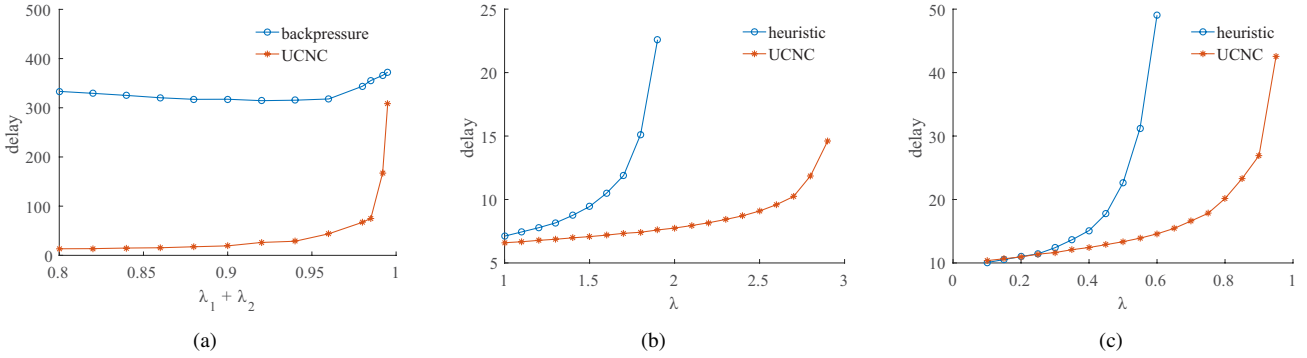 500
400
300
200
100
0
delay
0.8 0.85 0.9 0.95 1
λ₁ + λ₂
backpressure
UCNC
(a)
25
20
15
10
5
delay
1 1.5 2 2.5 3
λ
heuristic
UCNC
(b)
50
40
30
20
10
delay
0 0.2 0.4 0.6 0.8 1
λ
heuristic
UCNC
(c)